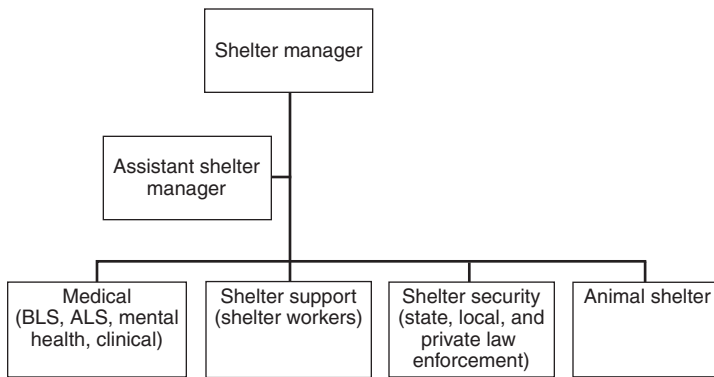 Shelter manager
Assistant shelter
manager
Medical
(BLS, ALS, mental
health, clinical)
Shelter support
(shelter workers)
Shelter security
(state, local, and
private law
enforcement)
Animal shelter